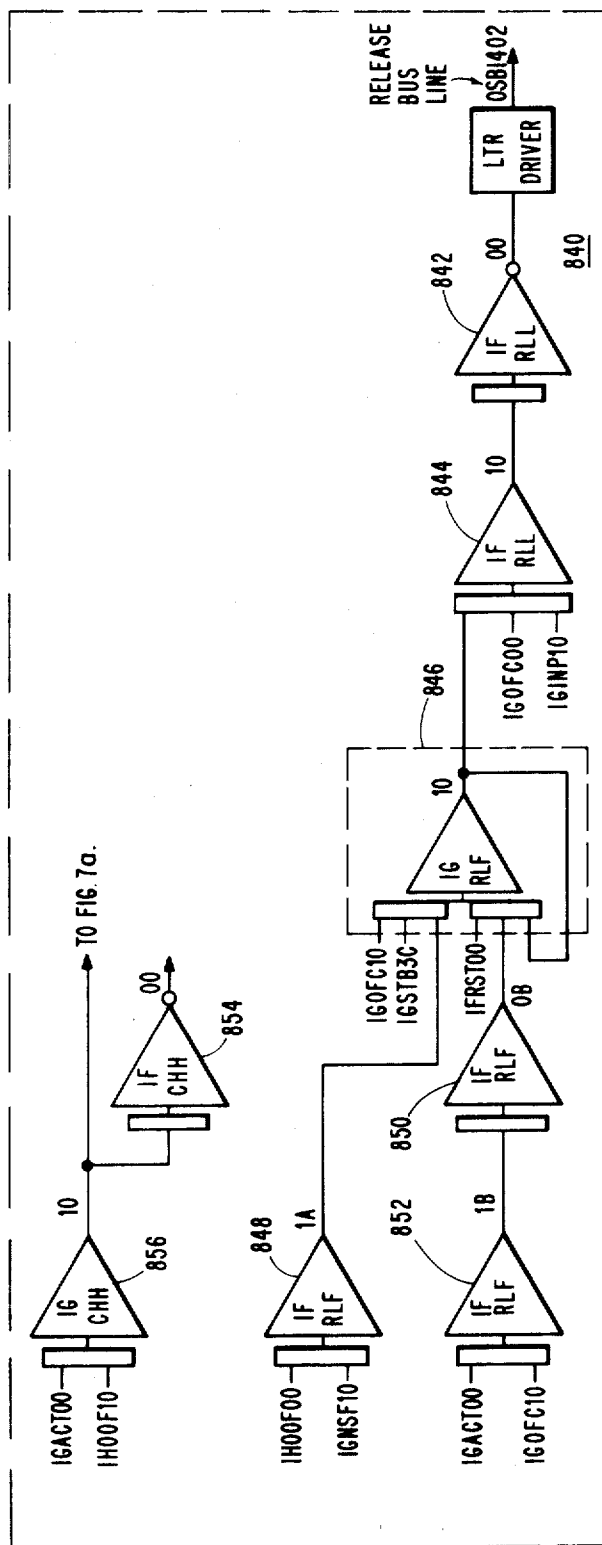 IGACT00
IH00F10
IG
CHH
856
10
TO FIG. 7a.
IF
CHH
854
00
IH00F00
IGNSF10
IF
RLF
848
1A
IGACT00
IGOFC10
IF
RLF
852
1B
IF
RLF
850
0B
IGOFC10
IGSTB3C
IFRST00
IG
RLF
846
10
IGOFC00
IGINP10
IF
RLL
844
10
IF
RLL
842
00
LTR
DRIVER
RELEASE
BUS
LINE
OSBI402
840